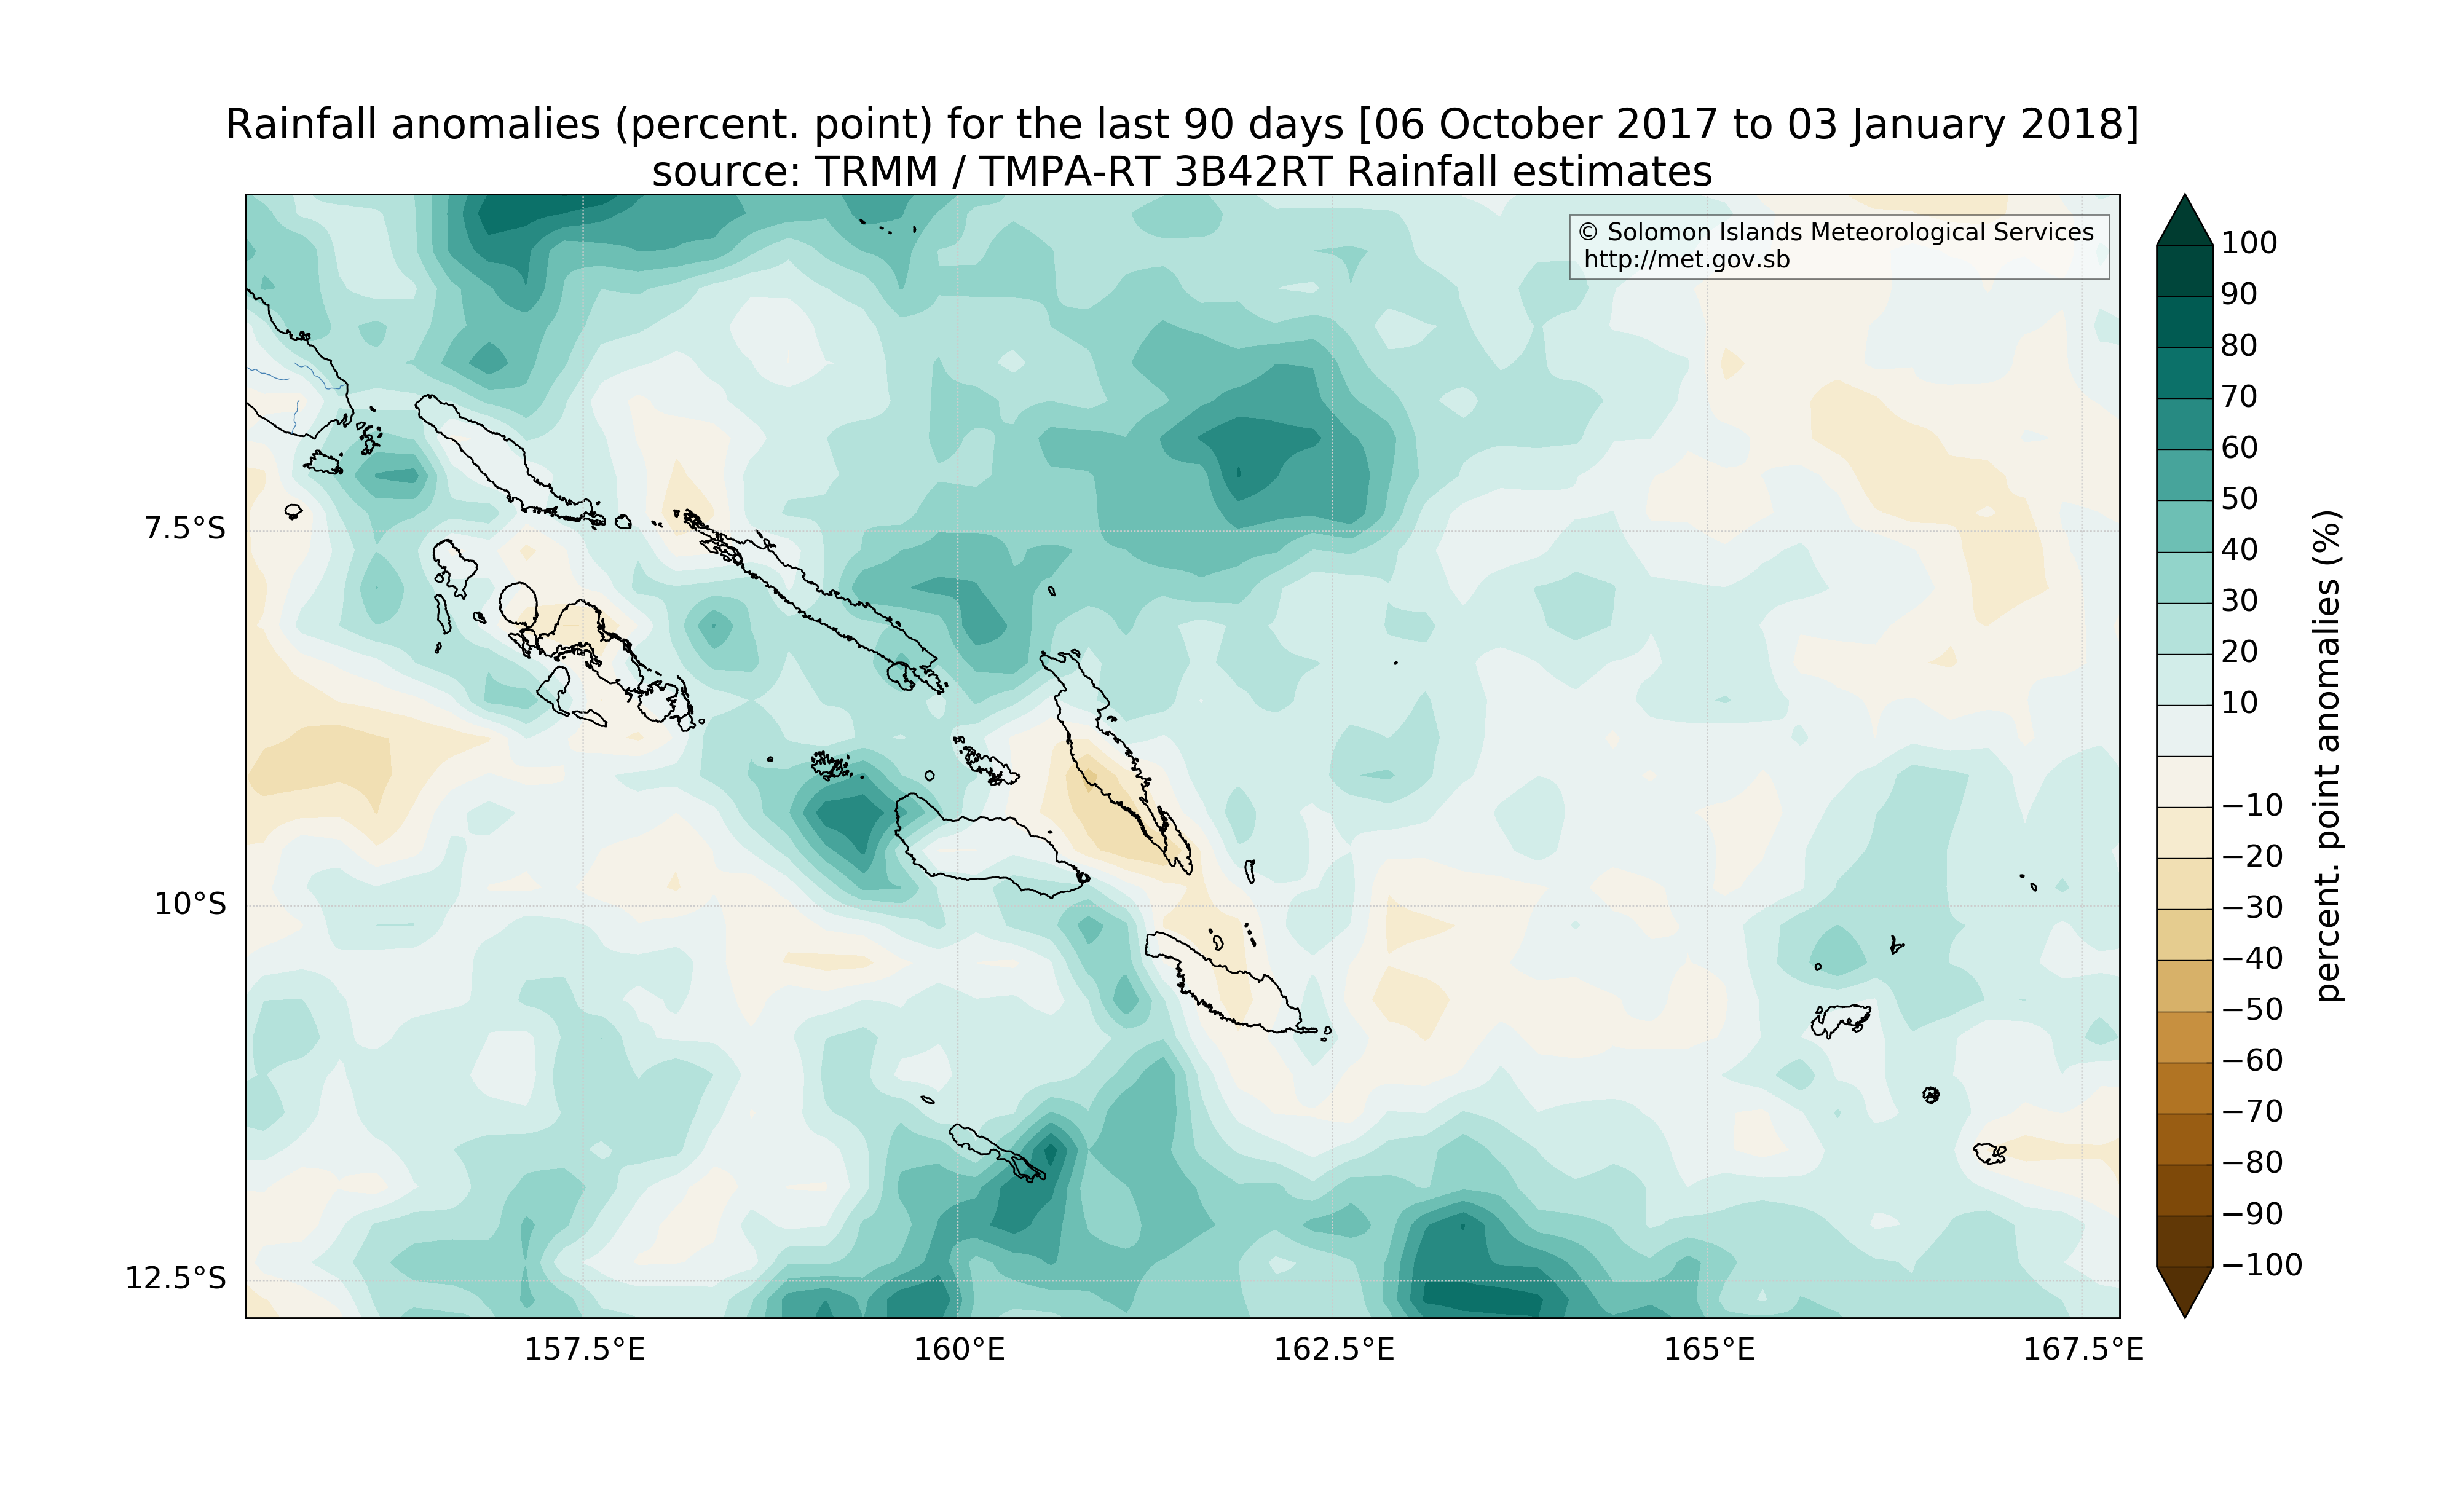 Rainfall anomalies (percent. point) for the last 90 days [06 October 2017 to 03 January 2018]
source: TRMM / TMPA-RT 3B42RT Rainfall estimates
© Solomon Islands Meteorological Services
http://met.gov.sb
7.5°S
10°S
12.5°S
157.5°E
160°E
162.5°E
165°E
167.5°E
100
90
80
70
60
50
40
30
20
10
−10
−20
−30
−40
−50
−60
−70
−80
−90
−100
percent. point anomalies (%)